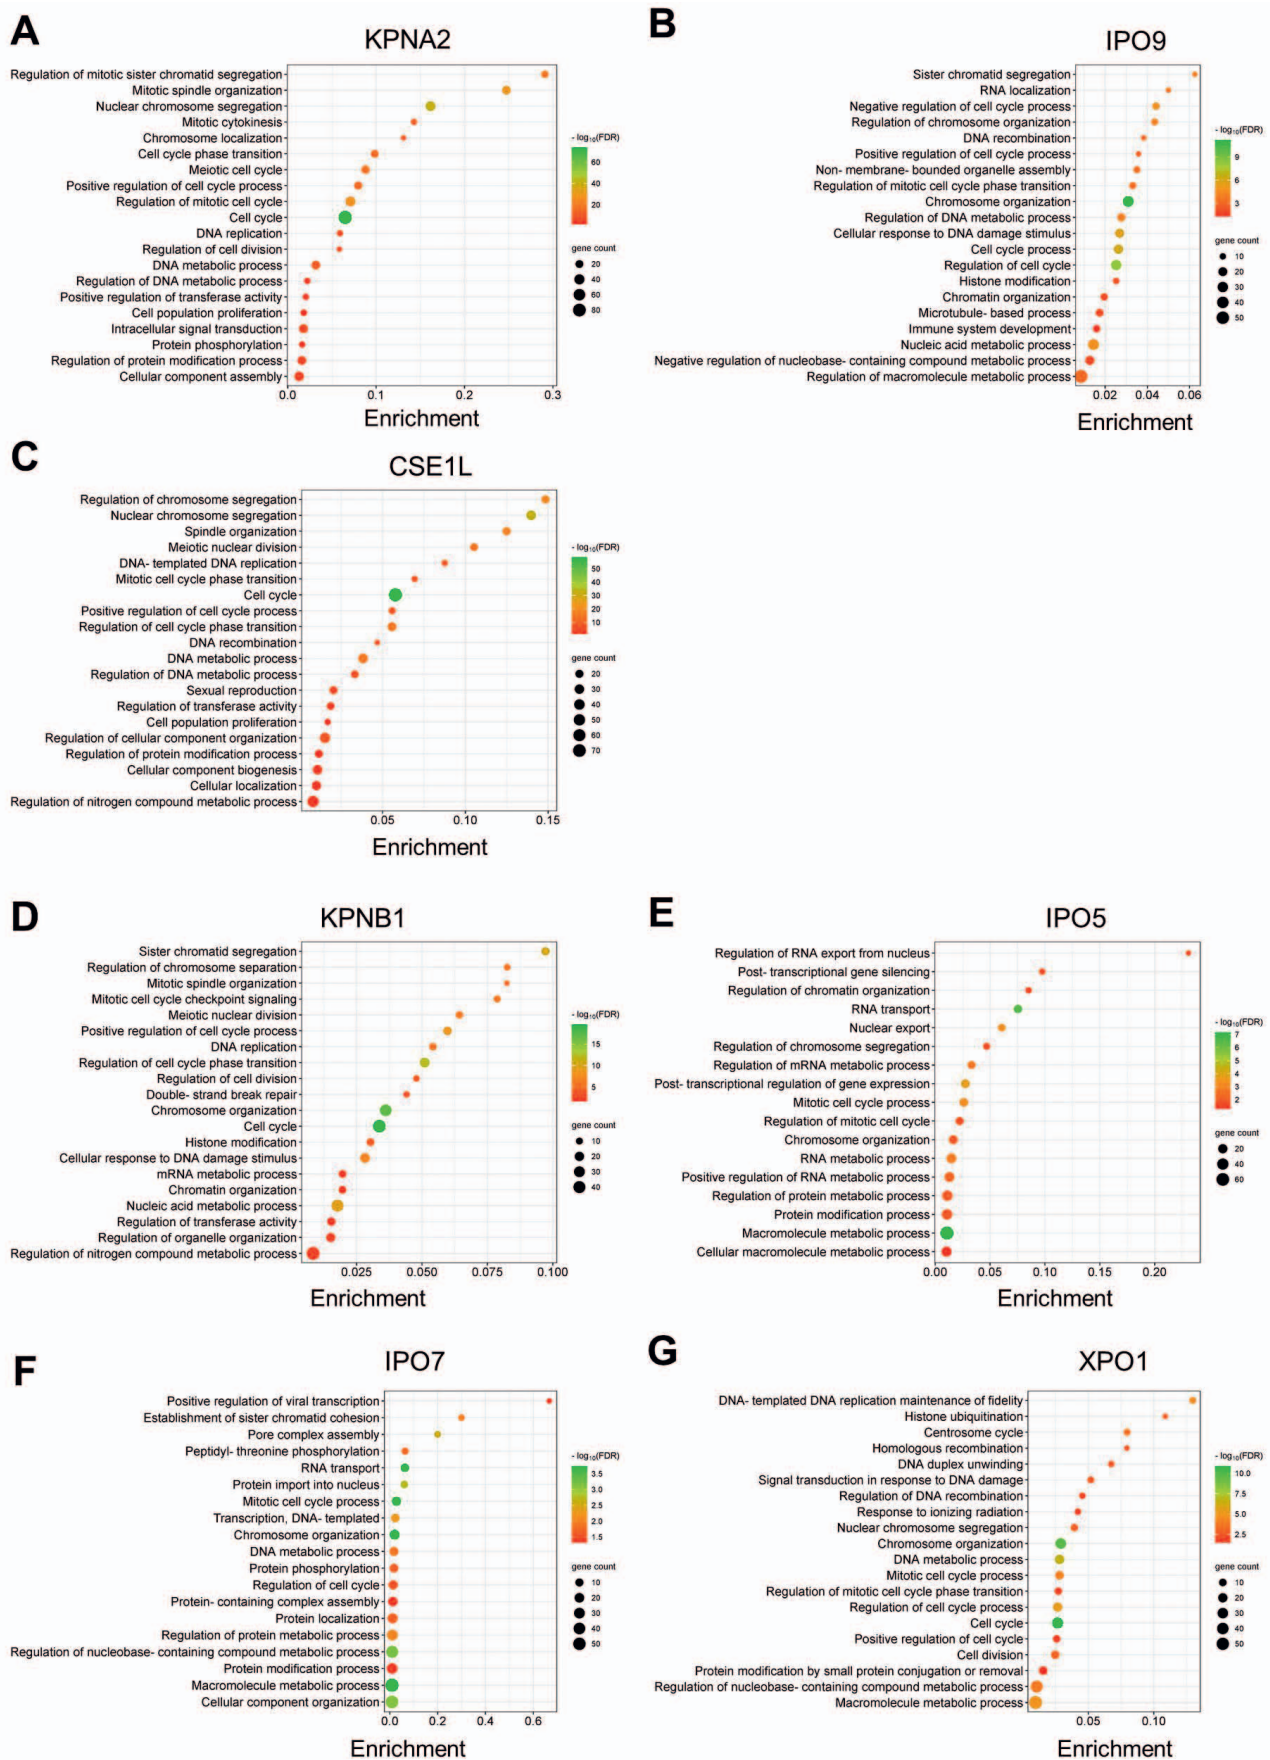 A
KPNA2
Regulation of mitotic sister chromatid segregation
Mitotic spindle organization
Nuclear chromosome segregation
Mitotic cytokinesis
Chromosome localization
Cell cycle phase transition
Meiotic cell cycle
Positive regulation of cell cycle process
Regulation of mitotic cell cycle
Cell cycle
DNA replication
Regulation of cell division
DNA metabolic process
Regulation of DNA metabolic process
Positive regulation of transferase activity
Cell population proliferation
Intracellular signal transduction
Protein phosphorylation
Regulation of protein modification process
Cellular component assembly
0.0 0.1 0.2 0.3
Enrichment
- log10(FDR)
60
40
20
gene count
20
40
60
80
B
IPO9
Sister chromatid segregation
RNA localization
Negative regulation of cell cycle process
Regulation of chromosome organization
DNA recombination
Positive regulation of cell cycle process
Non- membrane- bounded organelle assembly
Regulation of mitotic cell cycle phase transition
Chromosome organization
Regulation of DNA metabolic process
Cellular response to DNA damage stimulus
Cell cycle process
Regulation of cell cycle
Histone modification
Chromatin organization
Microtubule- based process
Immune system development
Nucleic acid metabolic process
Negative regulation of nucleobase- containing compound metabolic process
Regulation of macromolecule metabolic process
0.02 0.04 0.06
Enrichment
- log10(FDR)
9
6
3
gene count
10
20
30
40
50
C
CSE1L
Regulation of chromosome segregation
Nuclear chromosome segregation
Spindle organization
Meiotic nuclear division
DNA- templated DNA replication
Mitotic cell cycle phase transition
Cell cycle
Positive regulation of cell cycle process
Regulation of cell cycle phase transition
DNA recombination
DNA metabolic process
Regulation of DNA metabolic process
Sexual reproduction
Regulation of transferase activity
Cell population proliferation
Regulation of cellular component organization
Regulation of protein modification process
Cellular component biogenesis
Cellular localization
Regulation of nitrogen compound metabolic process
0.05 0.10 0.15
Enrichment
- log10(FDR)
50
40
30
20
10
gene count
20
30
40
50
60
70
D
KPNB1
Sister chromatid segregation
Regulation of chromosome separation
Mitotic spindle organization
Mitotic cell cycle checkpoint signaling
Meiotic nuclear division
Positive regulation of cell cycle process
DNA replication
Regulation of cell cycle phase transition
Regulation of cell division
Double- strand break repair
Chromosome organization
Cell cycle
Histone modification
Cellular response to DNA damage stimulus
mRNA metabolic process
Chromatin organization
Nucleic acid metabolic process
Regulation of transferase activity
Regulation of organelle organization
Regulation of nitrogen compound metabolic process
0.025 0.050 0.075 0.100
Enrichment
- log10(FDR)
15
10
5
gene count
10
20
30
40
E
IPO5
Regulation of RNA export from nucleus
Post- transcriptional gene silencing
Regulation of chromatin organization
RNA transport
Nuclear export
Regulation of chromosome segregation
Regulation of mRNA metabolic process
Post- transcriptional regulation of gene expression
Mitotic cell cycle process
Regulation of mitotic cell cycle
Chromosome organization
RNA metabolic process
Positive regulation of RNA metabolic process
Regulation of protein metabolic process
Protein modification process
Macromolecule metabolic process
Cellular macromolecule metabolic process
0.00 0.05 0.10 0.15 0.20
Enrichment
- log10(FDR)
7
6
5
4
3
2
gene count
20
40
60
F
IPO7
Positive regulation of viral transcription
Establishment of sister chromatid cohesion
Pore complex assembly
Peptidyl- threonine phosphorylation
RNA transport
Protein import into nucleus
Mitotic cell cycle process
Transcription, DNA- templated
Chromosome organization
DNA metabolic process
Protein phosphorylation
Regulation of cell cycle
Protein- containing complex assembly
Protein localization
Regulation of protein metabolic process
Regulation of nucleobase- containing compound metabolic process
Protein modification process
Macromolecule metabolic process
Cellular component organization
0.0 0.2 0.4 0.6
Enrichment
- log10(FDR)
3.5
3.0
2.5
2.0
1.5
gene count
10
20
30
40
50
G
XPO1
DNA- templated DNA replication maintenance of fidelity
Histone ubiquitination
Centrosome cycle
Homologous recombination
DNA duplex unwinding
Signal transduction in response to DNA damage
Regulation of DNA recombination
Response to ionizing radiation
Nuclear chromosome segregation
Chromosome organization
DNA metabolic process
Mitotic cell cycle process
Regulation of mitotic cell cycle phase transition
Regulation of cell cycle process
Cell cycle
Positive regulation of cell cycle
Cell division
Protein modification by small protein conjugation or removal
Regulation of nucleobase- containing compound metabolic process
Macromolecule metabolic process
0.05 0.10
Enrichment
- log10(FDR)
10.0
7.5
5.0
2.5
gene count
10
20
30
40
50